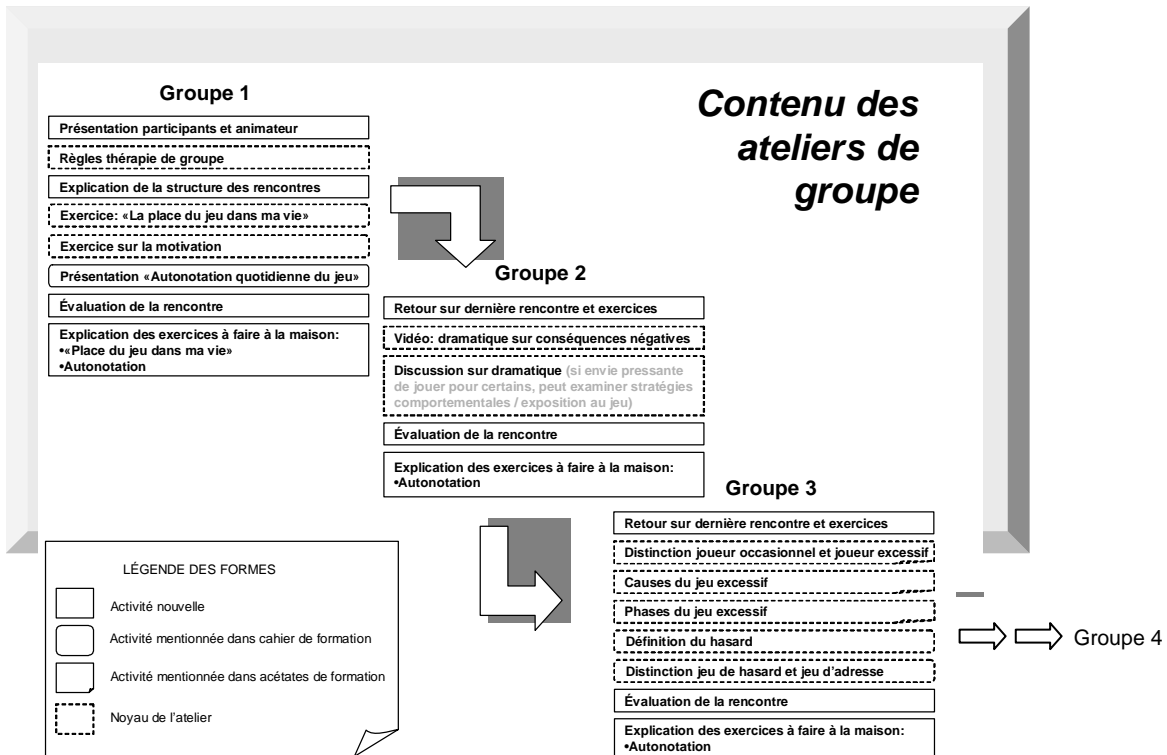 Contenu des
ateliers de
groupe
Groupe 1
Présentation participants et animateur
Règles thérapie de groupe
Explication de la structure des rencontres
Exercice: «La place du jeu dans ma vie»
Exercice sur la motivation
Présentation «Autonotation quotidienne du jeu»
Évaluation de la rencontre
Explication des exercices à faire à la maison:
•«Place du jeu dans ma vie»
•Autonotation
Groupe 2
Retour sur dernière rencontre et exercices
Vidéo: dramatique sur conséquences négatives
Discussion sur dramatique (si envie pressante
de jouer pour certains, peut examiner stratégies
comportementales / exposition au jeu)
Évaluation de la rencontre
Explication des exercices à faire à la maison:
•Autonotation
Groupe 3
Retour sur dernière rencontre et exercices
Distinction joueur occasionnel et joueur excessif
Causes du jeu excessif
Phases du jeu excessif
Définition du hasard
Distinction jeu de hasard et jeu d'adresse
Évaluation de la rencontre
Explication des exercices à faire à la maison:
•Autonotation
Groupe 4
LÉGENDE DES FORMES
Activité nouvelle
Activité mentionnée dans cahier de formation
Activité mentionnée dans acétates de formation
Noyau de l'atelier